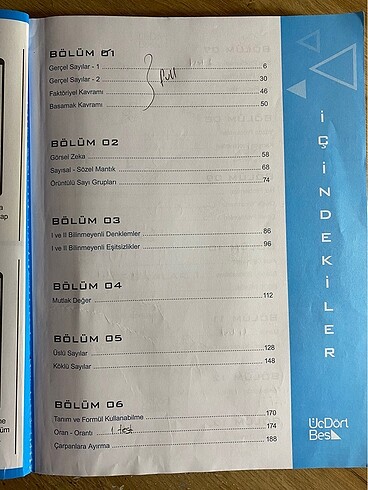 BÖLÜM 01
Gerçel Sayılar - 1 6
Gerçel Sayılar - 2 30
Faktöriyel Kavramı 46
Basamak Kavramı 50
BÖLÜM 02
Görsel Zeka 58
Sayısal - Sözel Mantık 68
Örüntülü Sayı Grupları 74
BÖLÜM 03
I ve II Bilinmeyenli Denklemler 86
I ve II Bilinmeyenli Eşitsizlikler 96
BÖLÜM 04
Mutlak Değer 112
BÖLÜM 05
Üslü Sayılar 128
Köklü Sayılar 148
BÖLÜM 06
Tanım ve Formül Kullanabilme 170
Oran - Orantı 1. test 174
Çarpanlara Ayırma 188
İÇİNDEKİLER
ÜçDört
Beş